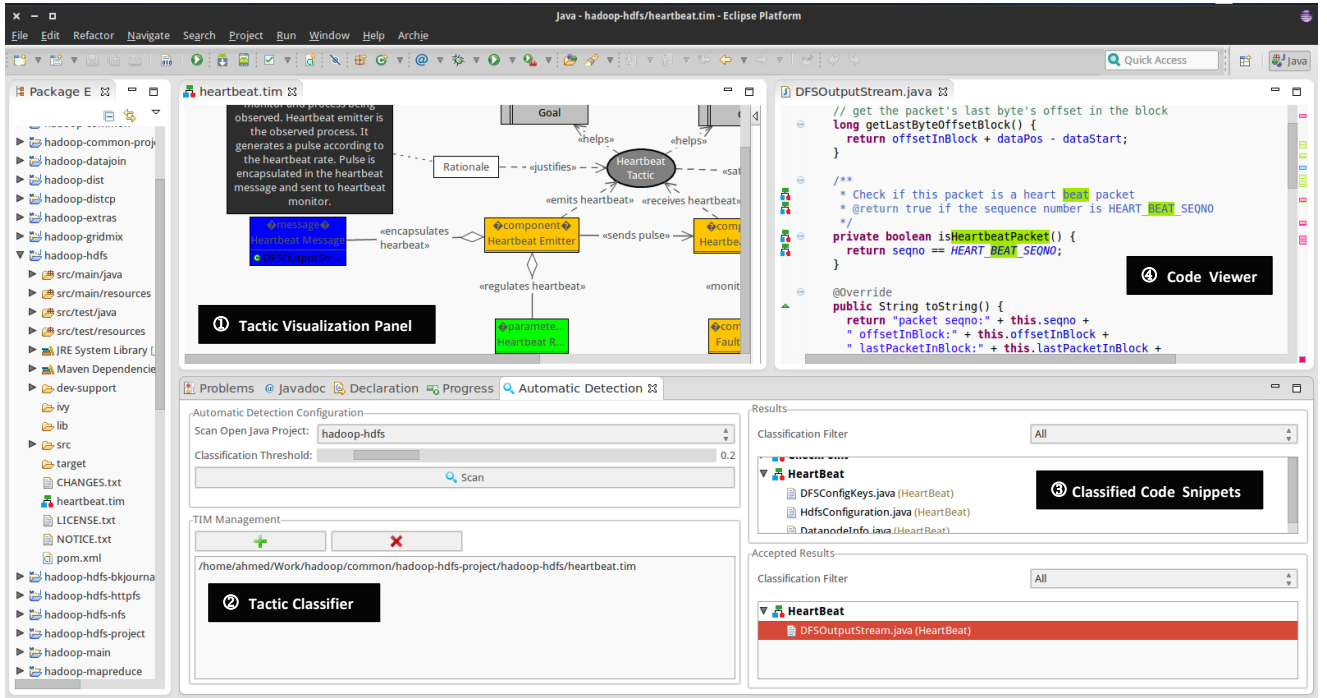 Java - hadoop-hdfs/heartbeat.tim - Eclipse Platform
File Edit Refactor Navigate Search Project Run Window Help Archie
Quick Access
Java
Package E
hadoop-common-proj
hadoop-datajoin
hadoop-dist
hadoop-distcp
hadoop-extras
hadoop-gridmix
hadoop-hdfs
src/main/java
src/main/resources
src/test/java
src/test/resources
JRE System Library [
Maven Dependencie
dev-support
ivy
lib
src
target
CHANGES.txt
heartbeat.tim
LICENSE.txt
NOTICE.txt
pom.xml
hadoop-hdfs-bkjourna
hadoop-hdfs-httpfs
hadoop-hdfs-nfs
hadoop-hdfs-project
hadoop-main
hadoop-mapreduce
heartbeat.tim
monitor and process being
observed. Heartbeat emitter is
the observed process. It
generates a pulse according to
the heartbeat rate. Pulse is
encapsulated in the heartbeat
message and sent to heartbeat
monitor.
Goal
«helps» «helps»
Rationale
«justifies»
Heartbeat
Tactic
«sat
«emits heartbeat» «receives heartbeat»
�message�
Heartbeat Message
DFSOutputStr...
«encapsulates
hearbeat»
�component�
Heartbeat Emitter
«sends pulse»
�comp
Heartbea
«regulates heartbeat»
«monit
�paramete...
Heartbeat R...
�com
Fault
① Tactic Visualization Panel
DFSOutputStream.java
// get the packet's last byte's offset in the block
long getLastByteOffsetBlock() {
return offsetInBlock + dataPos - dataStart;
}
/**
* Check if this packet is a heart beat packet
* @return true if the sequence number is HEART_BEAT_SEQNO
*/
private boolean isHeartbeatPacket() {
return seqno == HEART_BEAT_SEQNO;
}
@Override
public String toString() {
return "packet seqno:" + this.seqno +
" offsetInBlock:" + this.offsetInBlock +
" lastPacketInBlock:" + this.lastPacketInBlock +
④ Code Viewer
Problems @ Javadoc Declaration Progress Automatic Detection
Automatic Detection Configuration
Scan Open Java Project: hadoop-hdfs
Classification Threshold: 0.2
Scan
TIM Management
/home/ahmed/Work/hadoop/common/hadoop-hdfs-project/hadoop-hdfs/heartbeat.tim
② Tactic Classifier
Results
Classification Filter All
CheckPoint
HeartBeat
DFSConfigKeys.java (HeartBeat)
HdfsConfiguration.java (HeartBeat)
DatanodeInfo.java (HeartBeat)
③ Classified Code Snippets
Accepted Results
Classification Filter All
HeartBeat
DFSOutputStream.java (HeartBeat)